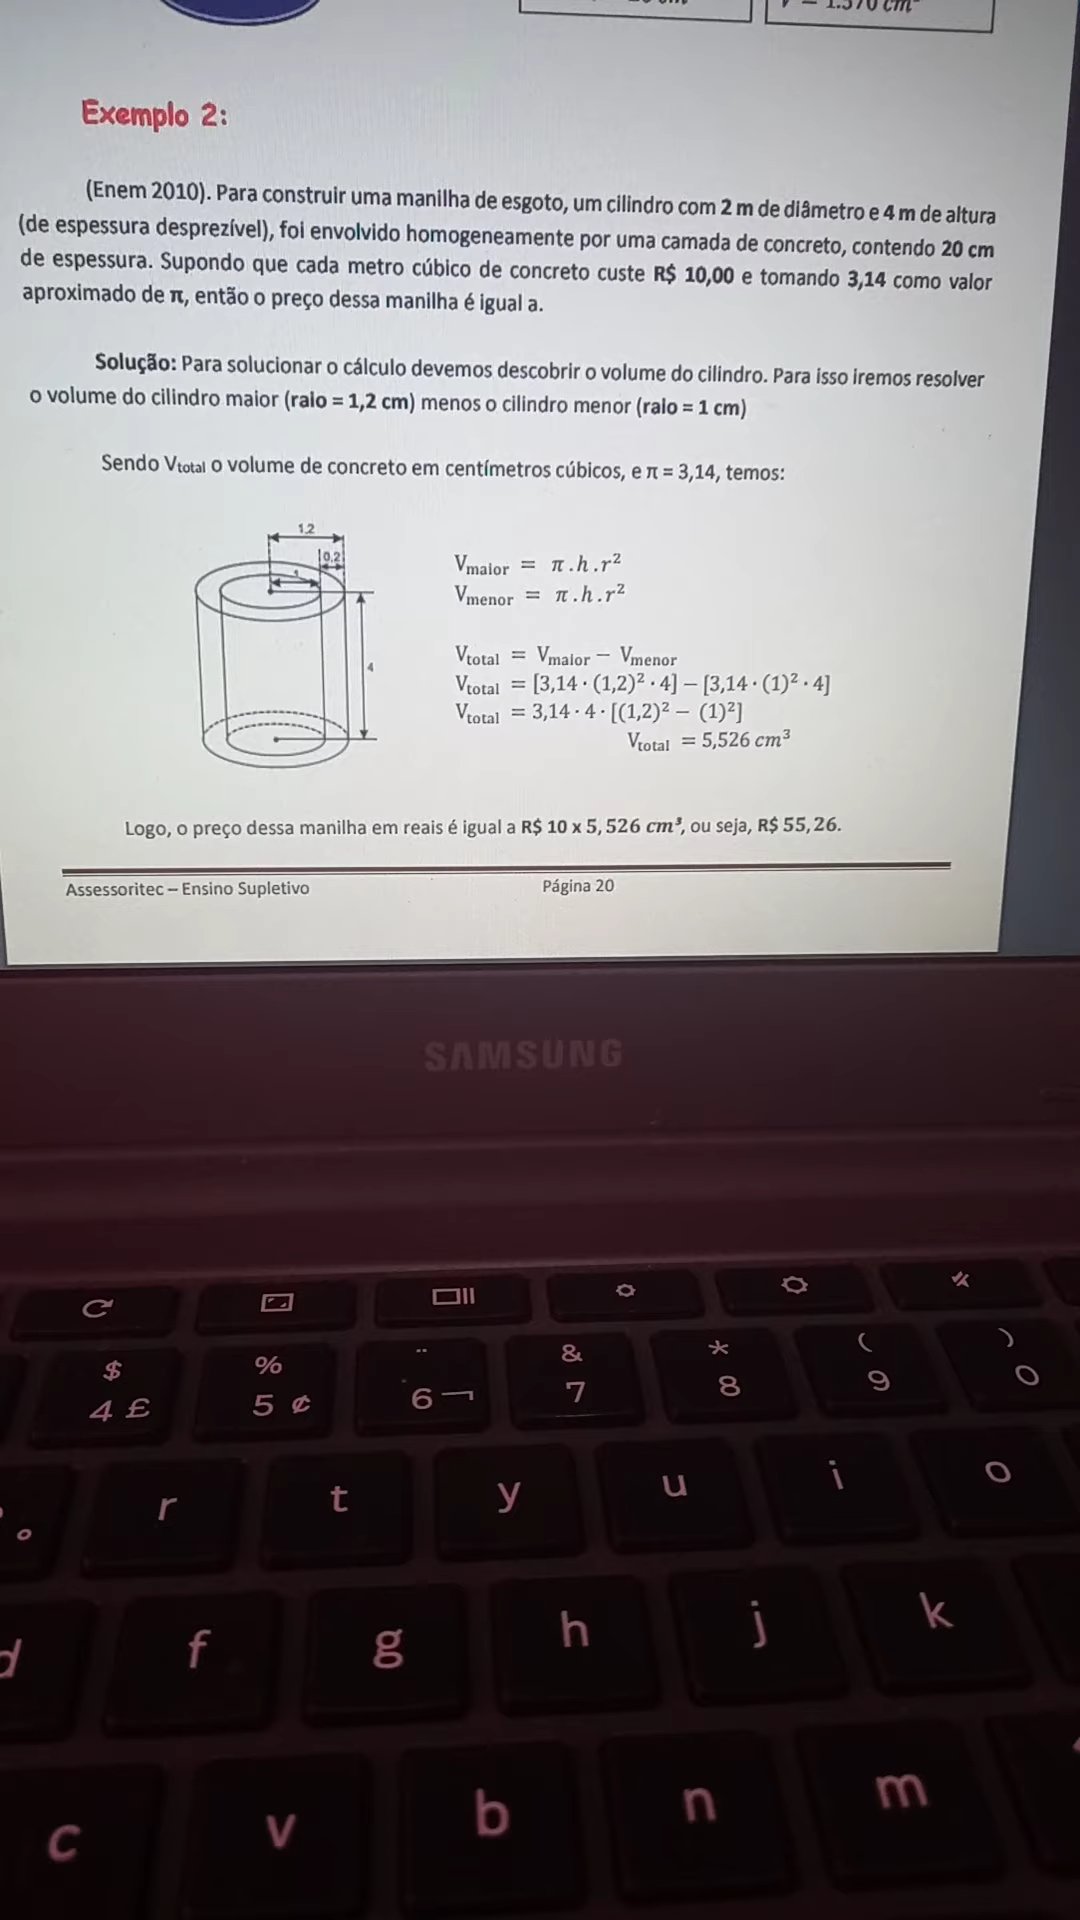 V = 1.570 cm³
Exemplo 2:
(Enem 2010). Para construir uma manilha de esgoto, um cilindro com 2 m de diâmetro e 4 m de altura
(de espessura desprezível), foi envolvido homogeneamente por uma camada de concreto, contendo 20 cm
de espessura. Supondo que cada metro cúbico de concreto custe R$ 10,00 e tomando 3,14 como valor
aproximado de π, então o preço dessa manilha é igual a.
Solução: Para solucionar o cálculo devemos descobrir o volume do cilindro. Para isso iremos resolver
o volume do cilindro maior (raio = 1,2 cm) menos o cilindro menor (raio = 1 cm)
Sendo Vtotal o volume de concreto em centímetros cúbicos, e π = 3,14, temos:
1,2
0,2
1
4
Vmaior = π . h . r²
Vmenor = π . h . r²
Vtotal = Vmaior − Vmenor
Vtotal = [3,14 · (1,2)² · 4] − [3,14 · (1)² · 4]
Vtotal = 3,14 · 4 · [(1,2)² − (1)²]
Vtotal = 5,526 cm³
Logo, o preço dessa manilha em reais é igual a R$ 10 x 5,526 cm³, ou seja, R$ 55,26.
Assessoritec – Ensino Supletivo Página 20
SAMSUNG
$ % ¨ & * ( )
4 £ 5 ¢ 6 ¬ 7 8 9 0
° r t y u i o
d f g h j k
c v b n m